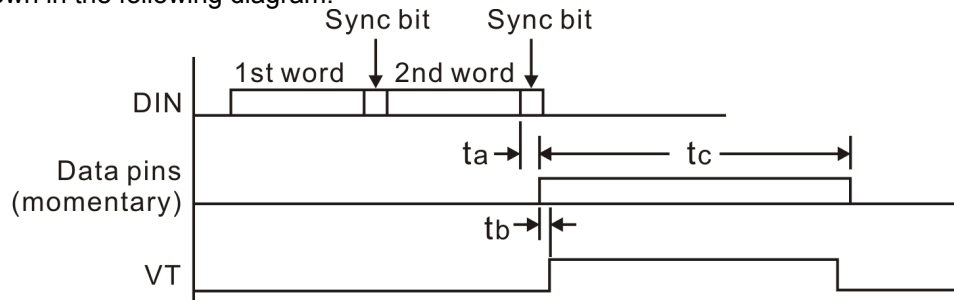 own in the following diagram:
Sync bit Sync bit
1st word 2nd word
DIN
ta tc
Data pins
(momentary)
tb
VT